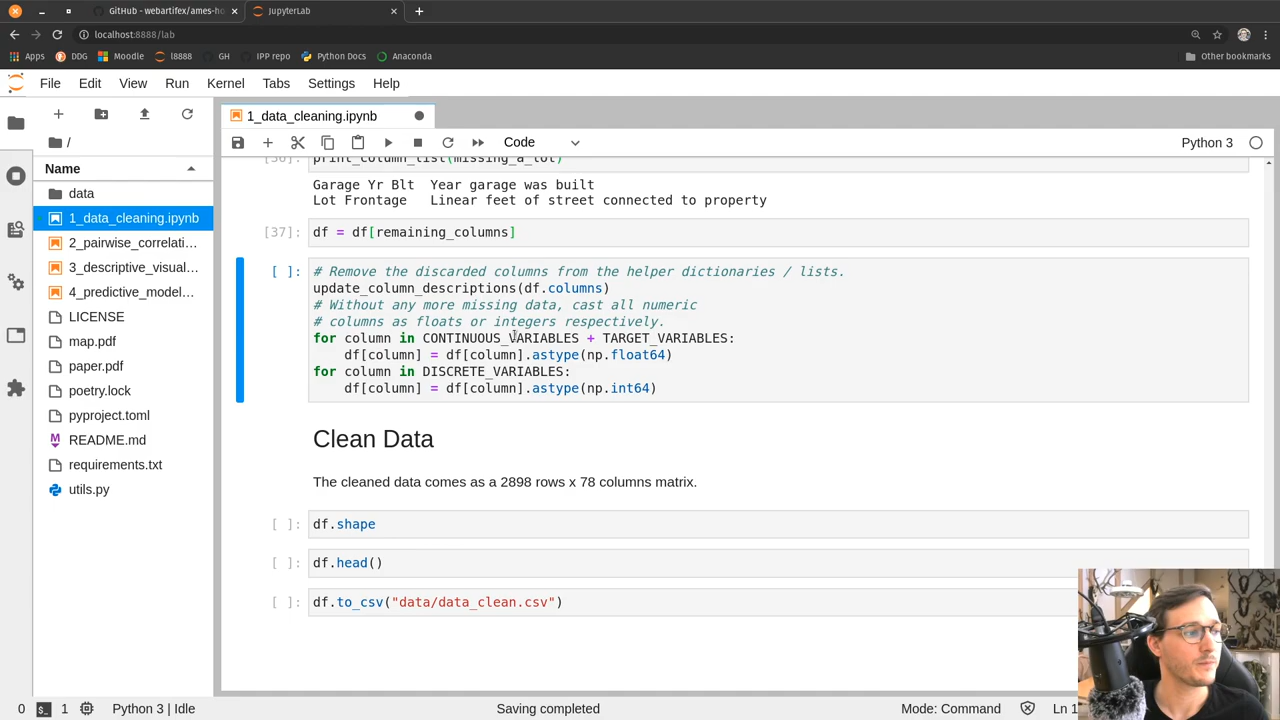 GitHub - webartifex/ames-ho
JupyterLab
localhost:8888/lab
Apps
DDG
Moodle
l8888
GH
IPP repo
Python Docs
Anaconda
Other bookmarks
File Edit View Run Kernel Tabs Settings Help
1_data_cleaning.ipynb
/
Code
Python 3
Name
data
1_data_cleaning.ipynb
2_pairwise_correlati...
3_descriptive_visual...
4_predictive_model...
LICENSE
map.pdf
paper.pdf
poetry.lock
pyproject.toml
README.md
requirements.txt
utils.py
[36]: print_column_list(missing_a_lot)
Garage Yr Blt  Year garage was built
Lot Frontage   Linear feet of street connected to property
[37]: df = df[remaining_columns]
[ ]: # Remove the discarded columns from the helper dictionaries / lists.
update_column_descriptions(df.columns)
# Without any more missing data, cast all numeric
# columns as floats or integers respectively.
for column in CONTINUOUS_VARIABLES + TARGET_VARIABLES:
    df[column] = df[column].astype(np.float64)
for column in DISCRETE_VARIABLES:
    df[column] = df[column].astype(np.int64)
Clean Data
The cleaned data comes as a 2898 rows x 78 columns matrix.
[ ]: df.shape
[ ]: df.head()
[ ]: df.to_csv("data/data_clean.csv")
0
1
Python 3 | Idle
Saving completed
Mode: Command
Ln 1